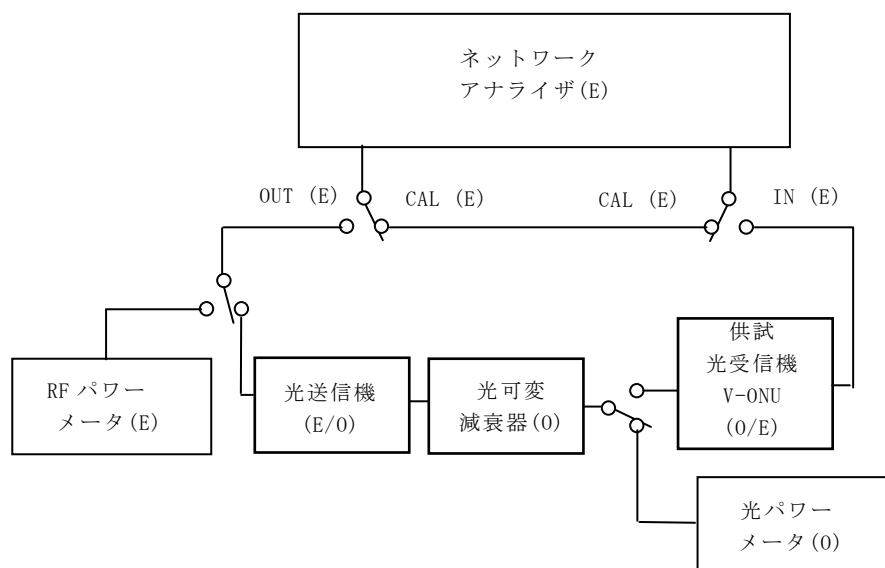 ネットワーク
アナライザ(E)
OUT (E)
CAL (E)
CAL (E)
IN (E)
RF パワー
メータ(E)
光送信機
(E/O)
光可変
減衰器(O)
供試
光受信機
V-ONU
(O/E)
光パワー
メータ(O)